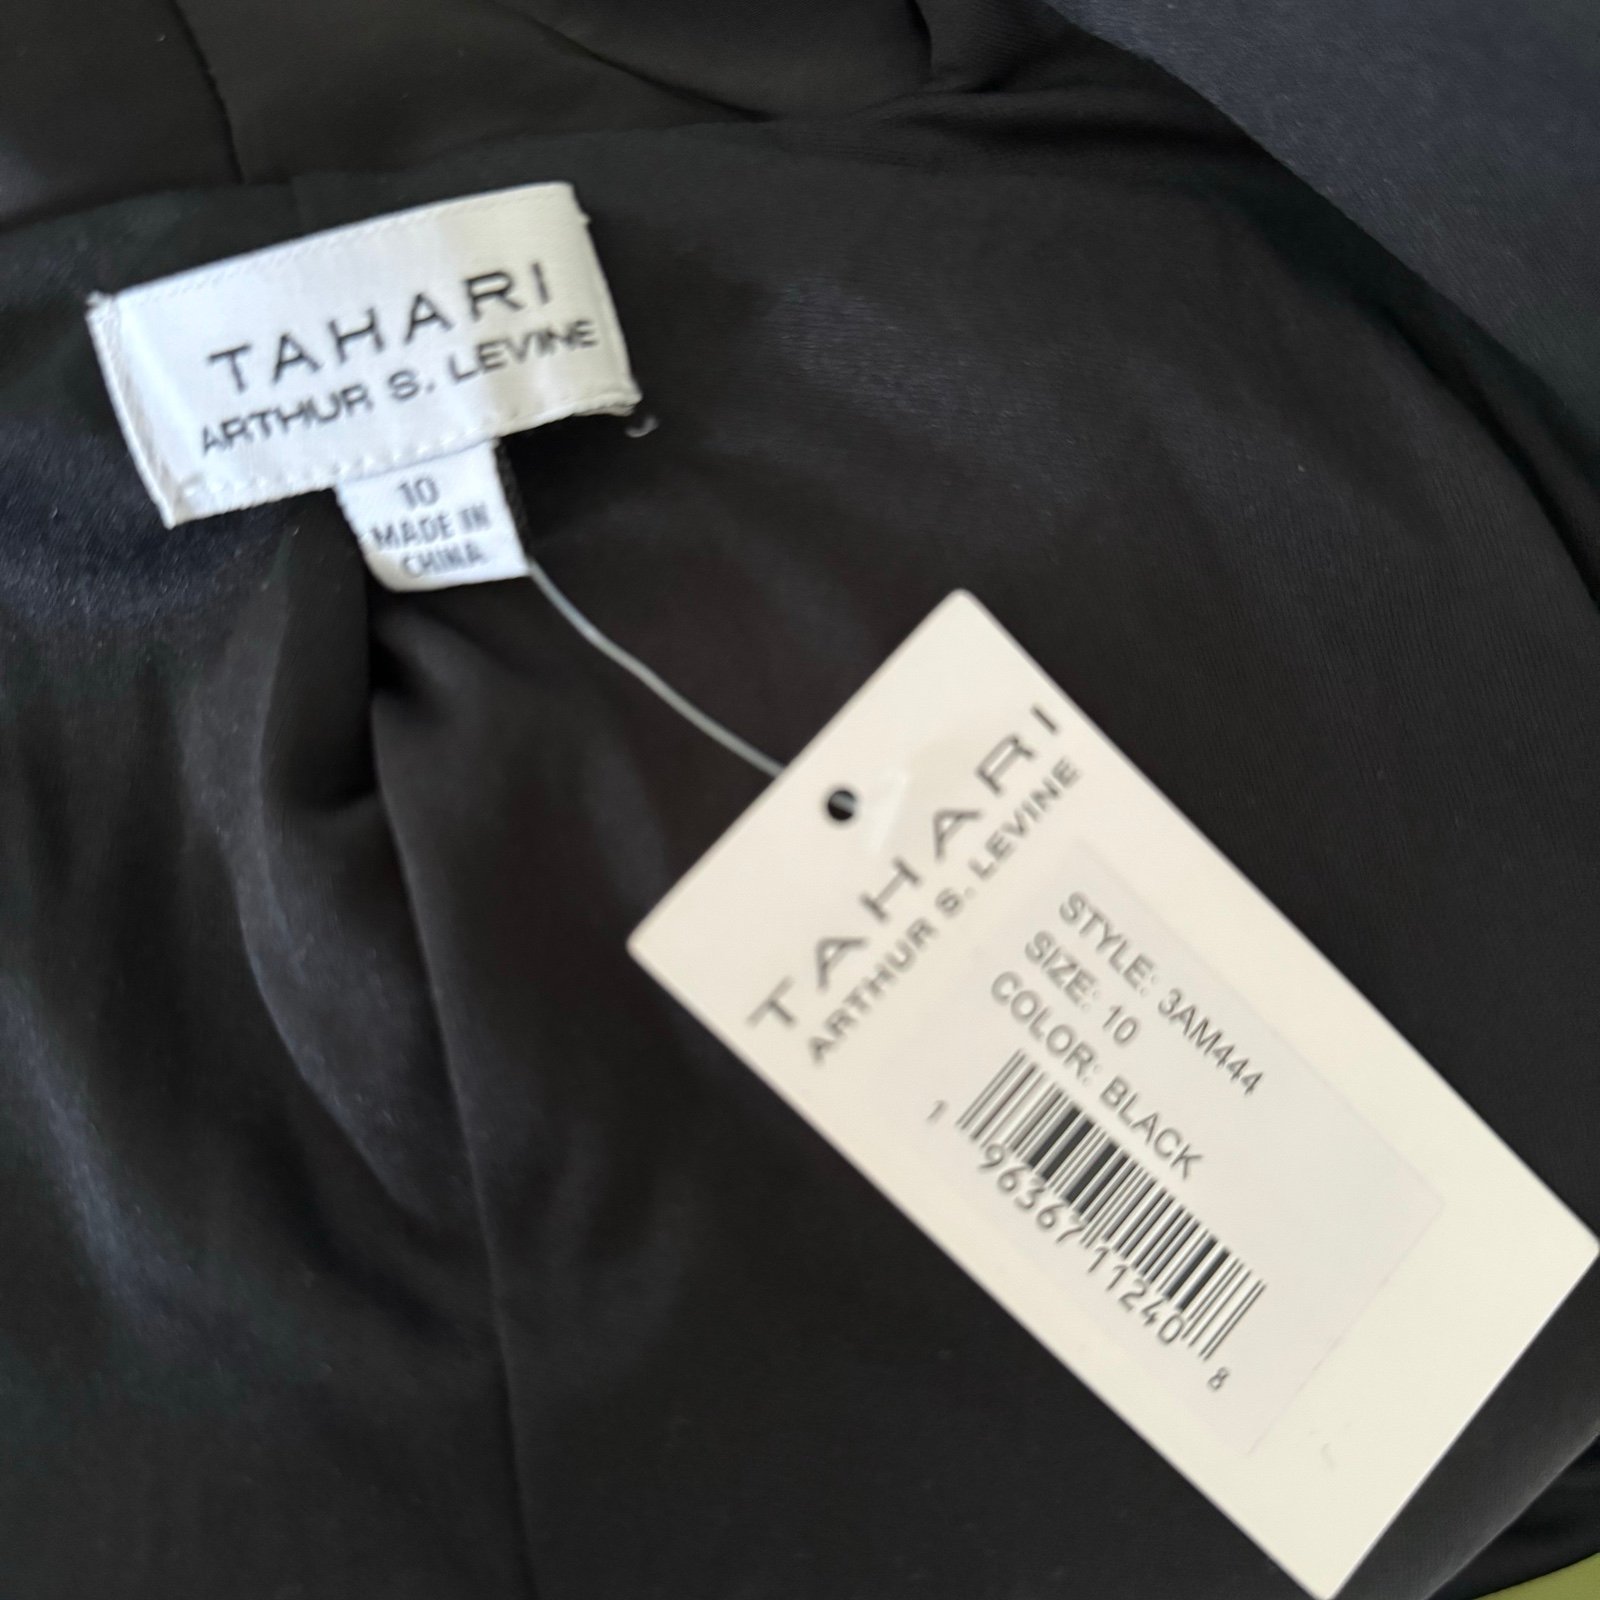 TAHARI
ARTHUR S. LEVINE
10
MADE IN
CHINA
TAHARI
ARTHUR S. LEVINE
STYLE: 3AM444
SIZE: 10
COLOR: BLACK
1 96367 11240 8